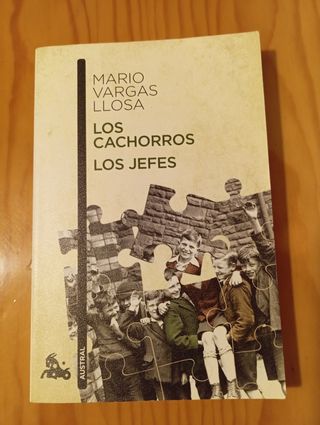 MARIO
VARGAS
LLOSA
LOS
CACHORROS
LOS JEFES
AUSTRAL